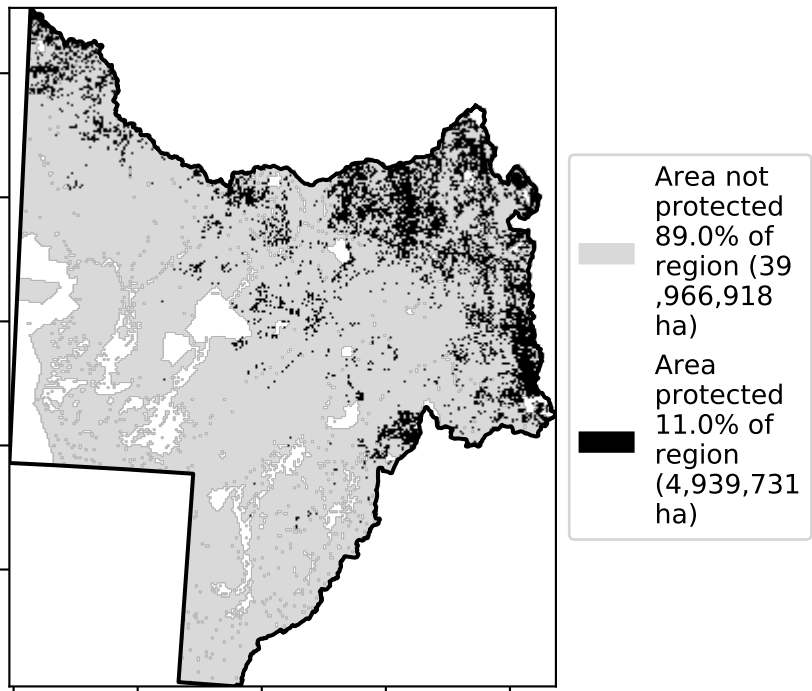 Area not
protected
89.0% of
region (39
,966,918
ha)
Area
protected
11.0% of
region
(4,939,731
ha)